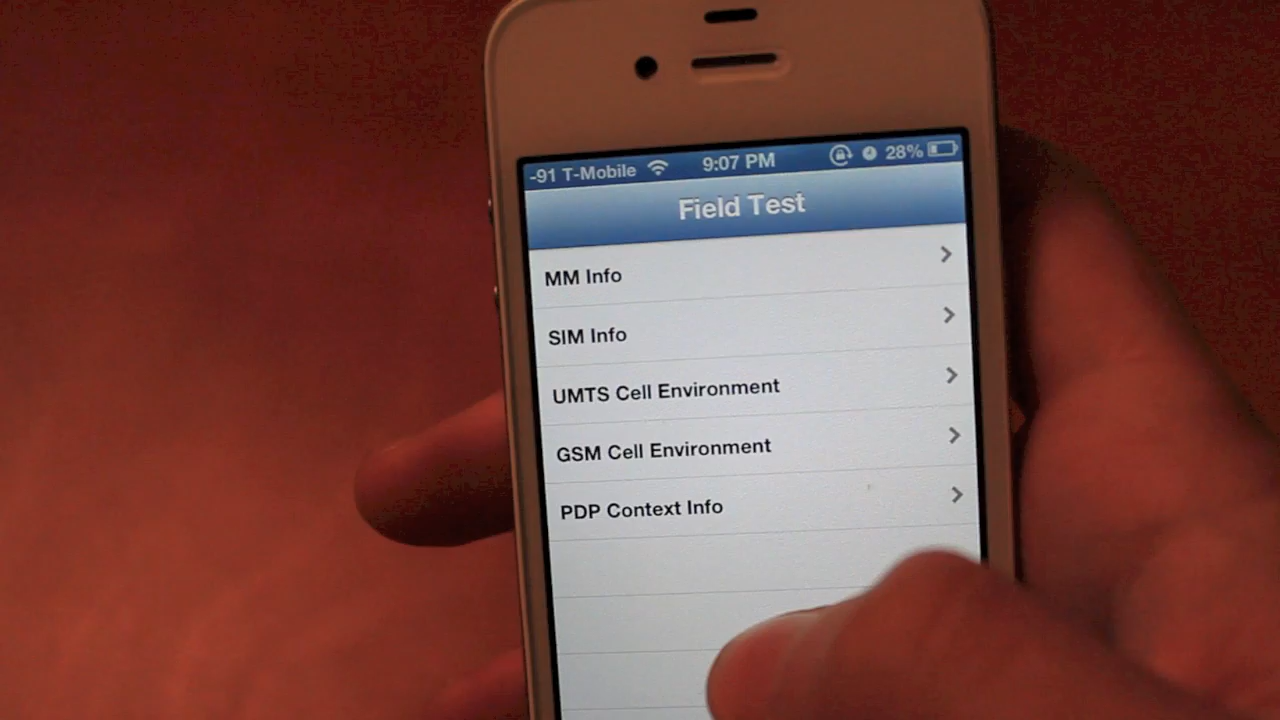 -91 T-Mobile 9:07 PM 28%
Field Test
MM Info
SIM Info
UMTS Cell Environment
GSM Cell Environment
PDP Context Info